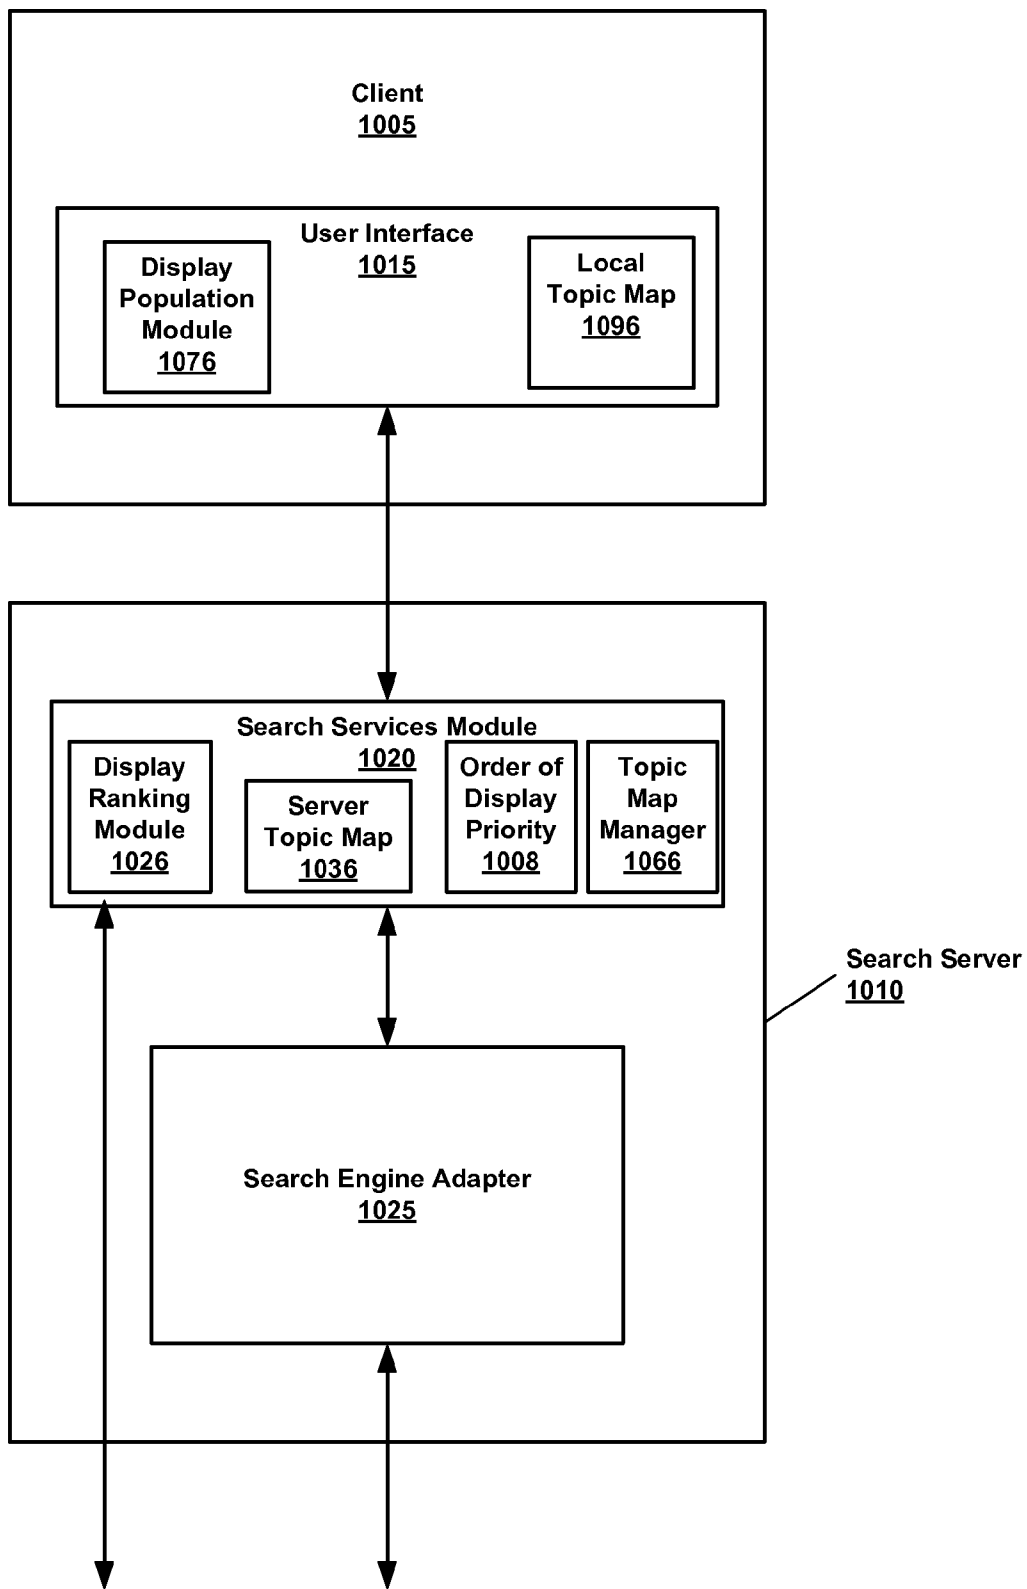 Client
1005
User Interface
1015
Display
Population
Module
1076
Local
Topic Map
1096
Search Services Module
1020
Display
Ranking
Module
1026
Server
Topic Map
1036
Order of
Display
Priority
1008
Topic
Map
Manager
1066
Search Server
1010
Search Engine Adapter
1025